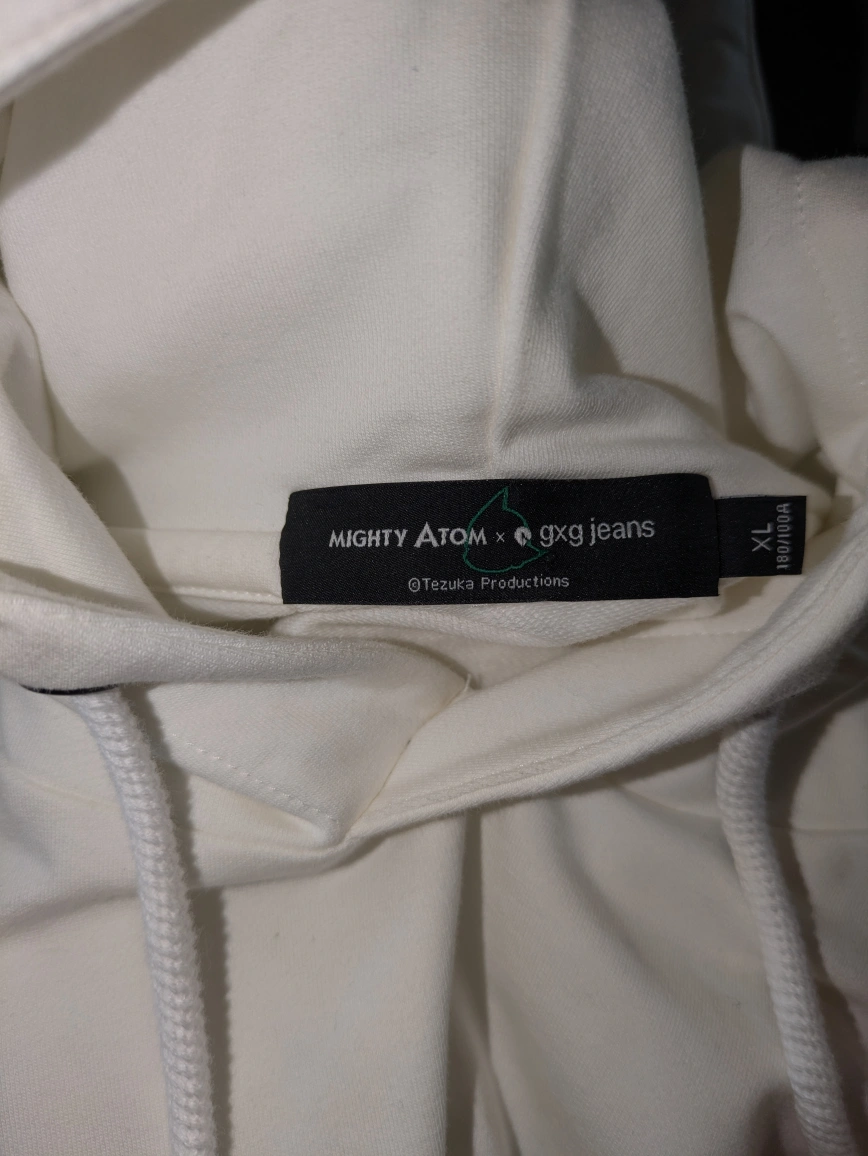 MIGHTY ATOM × gxg jeans
©Tezuka Productions
XL
180/100A